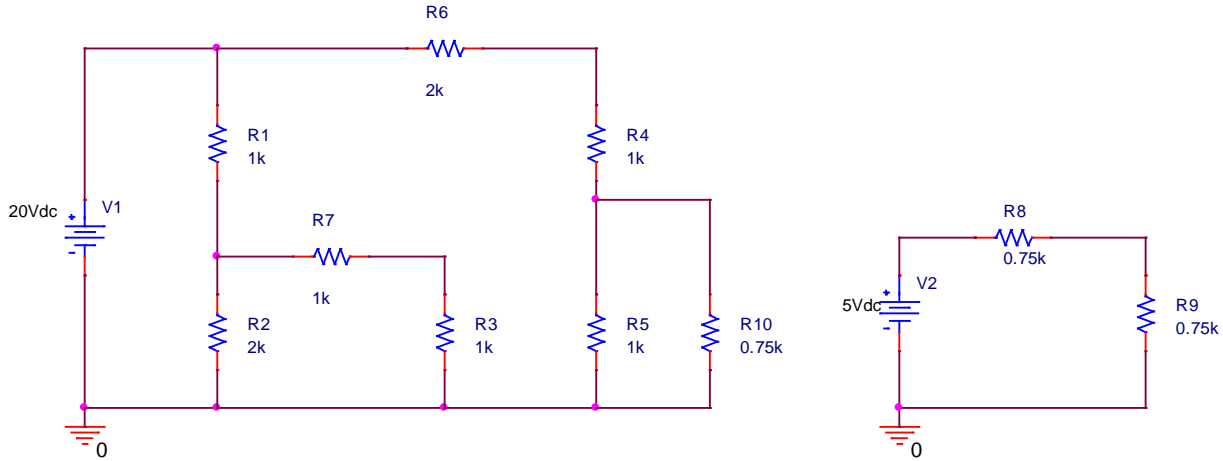 R6
2k
R1
1k
R4
1k
20Vdc
V1
R7
1k
R2
2k
R3
1k
R5
1k
R10
0.75k
0
R8
0.75k
V2
5Vdc
R9
0.75k
0
+
-
+
-